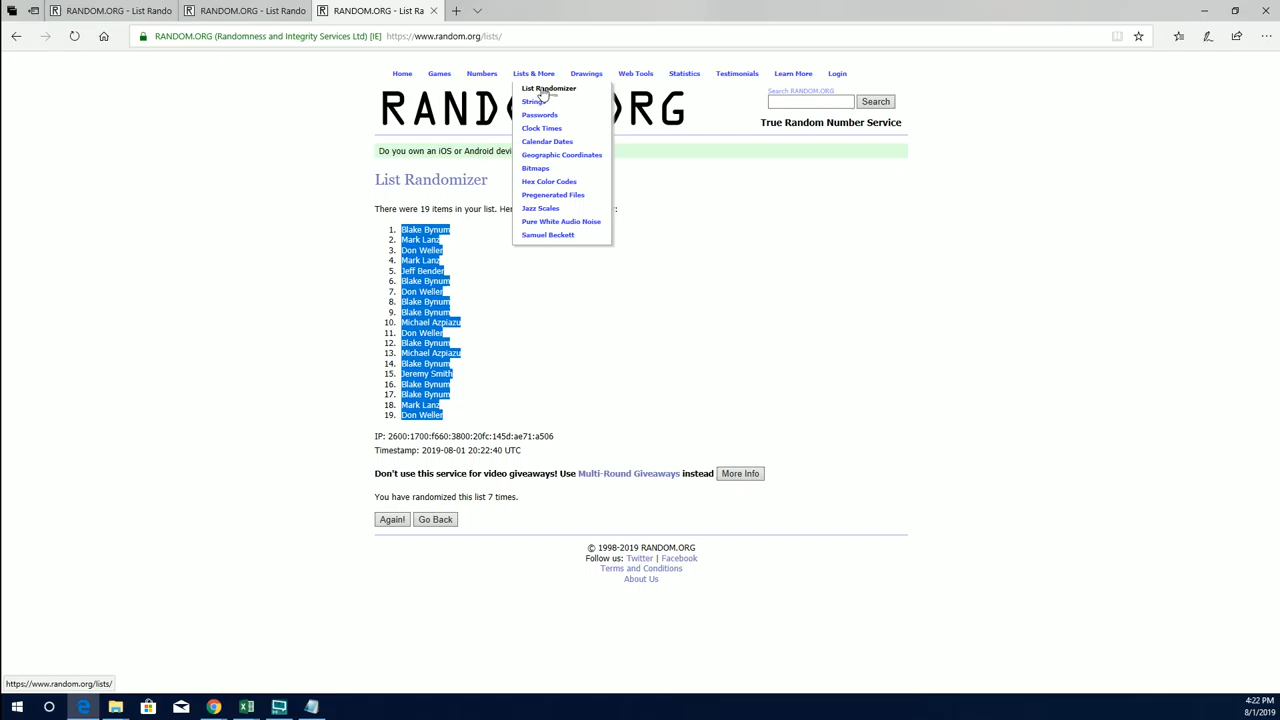 RANDOM.ORG - List Rando
RANDOM.ORG - List Rando
RANDOM.ORG - List Ra
RANDOM.ORG (Randomness and Integrity Services Ltd) [IE] https://www.random.org/lists/
Home Games Numbers Lists & More Drawings Web Tools Statistics Testimonials Learn More Login
List Randomizer
Strings
Passwords
Clock Times
Calendar Dates
Geographic Coordinates
Bitmaps
Hex Color Codes
Pregenerated Files
Jazz Scales
Pure White Audio Noise
Samuel Beckett
Search RANDOM.ORG
Search
True Random Number Service
Do you own an iOS or Android devi
List Randomizer
There were 19 items in your list. Her
1. Blake Bynum
2. Mark Lanz
3. Don Weller
4. Mark Lanz
5. Jeff Bender
6. Blake Bynum
7. Don Weller
8. Blake Bynum
9. Blake Bynum
10. Michael Azpiazu
11. Don Weller
12. Blake Bynum
13. Michael Azpiazu
14. Blake Bynum
15. Jeremy Smith
16. Blake Bynum
17. Blake Bynum
18. Mark Lanz
19. Don Weller
IP: 2600:1700:f660:3800:20fc:145d:ae71:a506
Timestamp: 2019-08-01 20:22:40 UTC
Don't use this service for video giveaways! Use Multi-Round Giveaways instead More Info
You have randomized this list 7 times.
Again! Go Back
© 1998-2019 RANDOM.ORG
Follow us: Twitter | Facebook
Terms and Conditions
About Us
https://www.random.org/lists/
4:22 PM
8/1/2019